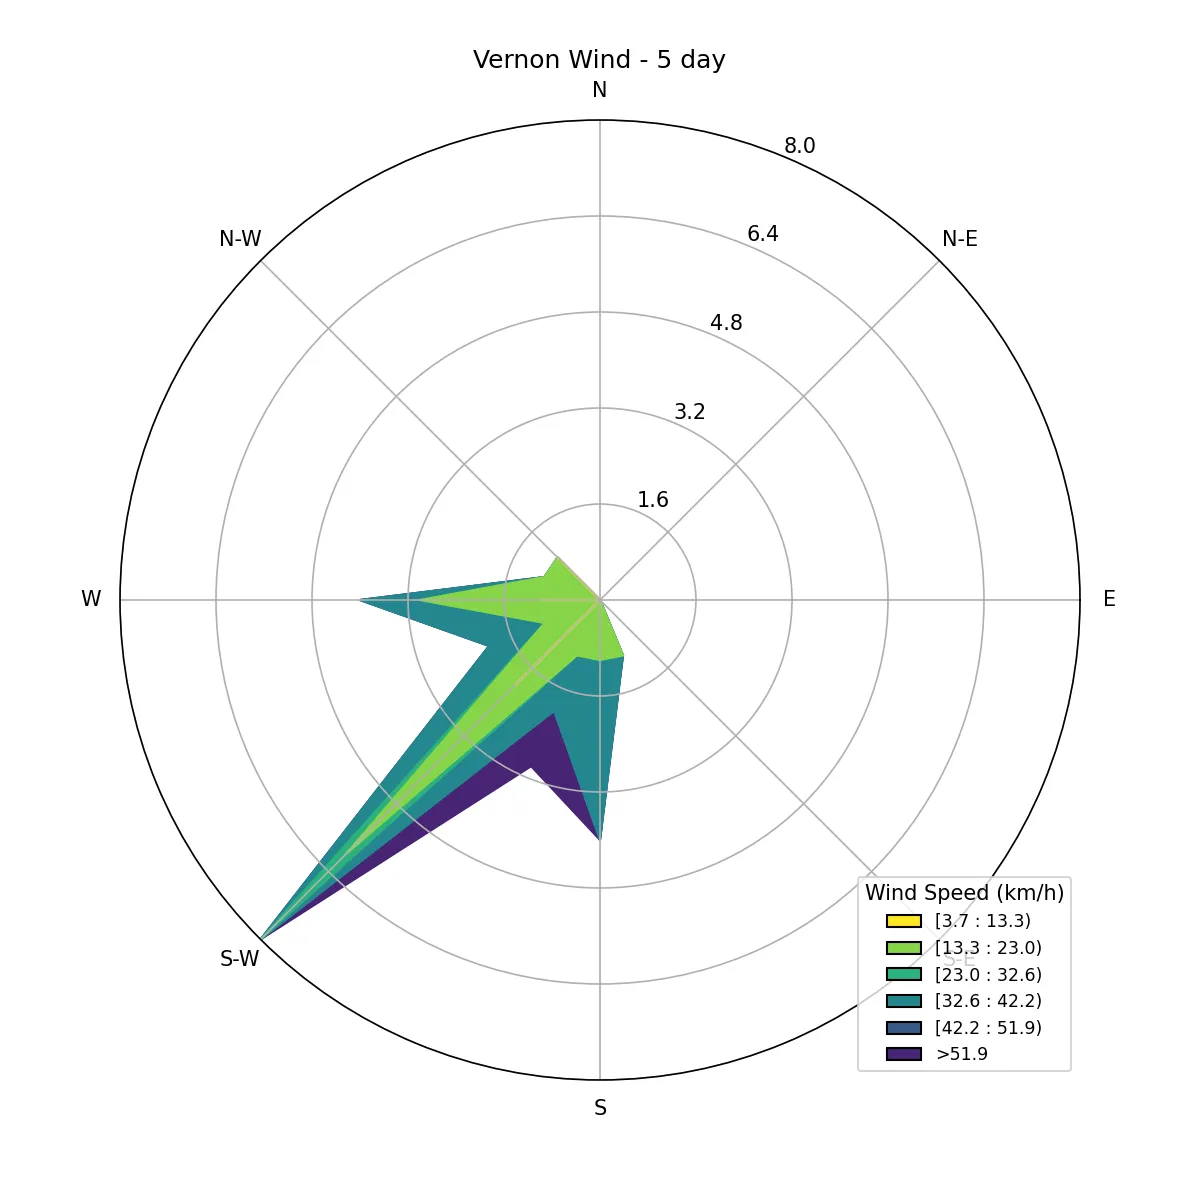 Vernon Wind - 5 day
N
8.0
N-W
6.4
N-E
4.8
3.2
1.6
W
E
S-W
S-E
S
Wind Speed (km/h)
[3.7 : 13.3)
[13.3 : 23.0)
[23.0 : 32.6)
[32.6 : 42.2)
[42.2 : 51.9)
>51.9